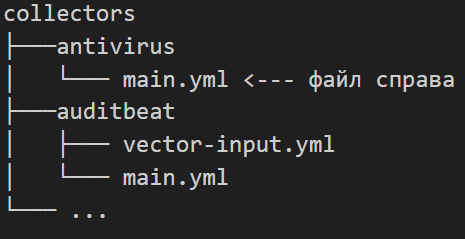 collectors
├───antivirus
│   └─── main.yml <--- файл справа
├───auditbeat
│   ├─── vector-input.yml
│   └─── main.yml
└─── ...